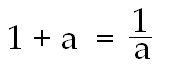 1 + a = 1/a